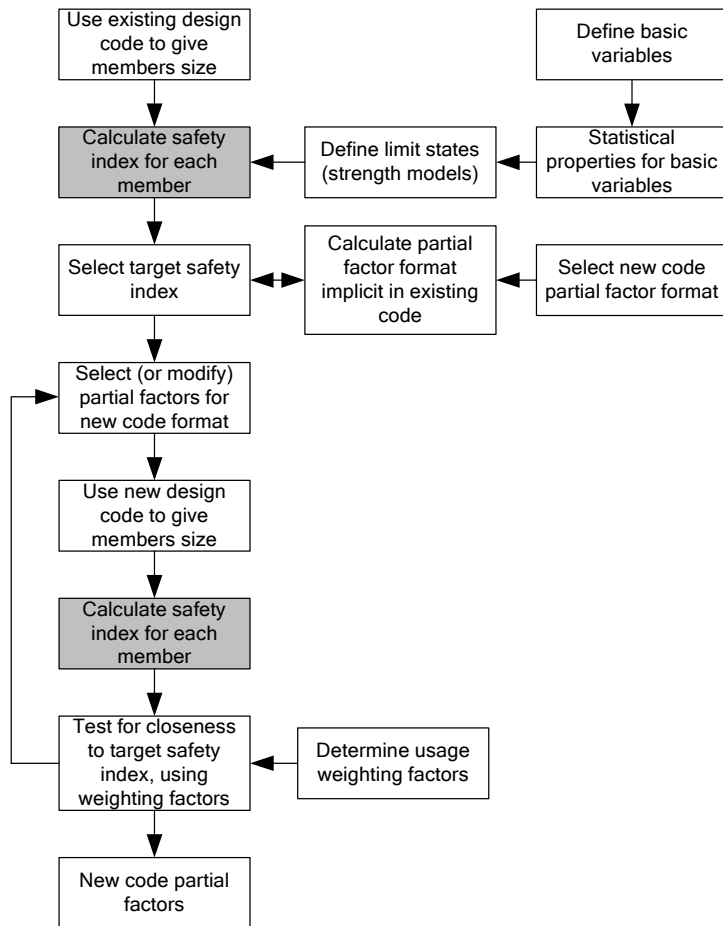 Use existing design
code to give
members size
Define basic
variables
Calculate safety
index for each
member
Define limit states
(strength models)
Statistical
properties for basic
variables
Select target safety
index
Calculate partial
factor format
implicit in existing
code
Select new code
partial factor format
Select (or modify)
partial factors for
new code format
Use new design
code to give
members size
Calculate safety
index for each
member
Test for closeness
to target safety
index, using
weighting factors
Determine usage
weighting factors
New code partial
factors